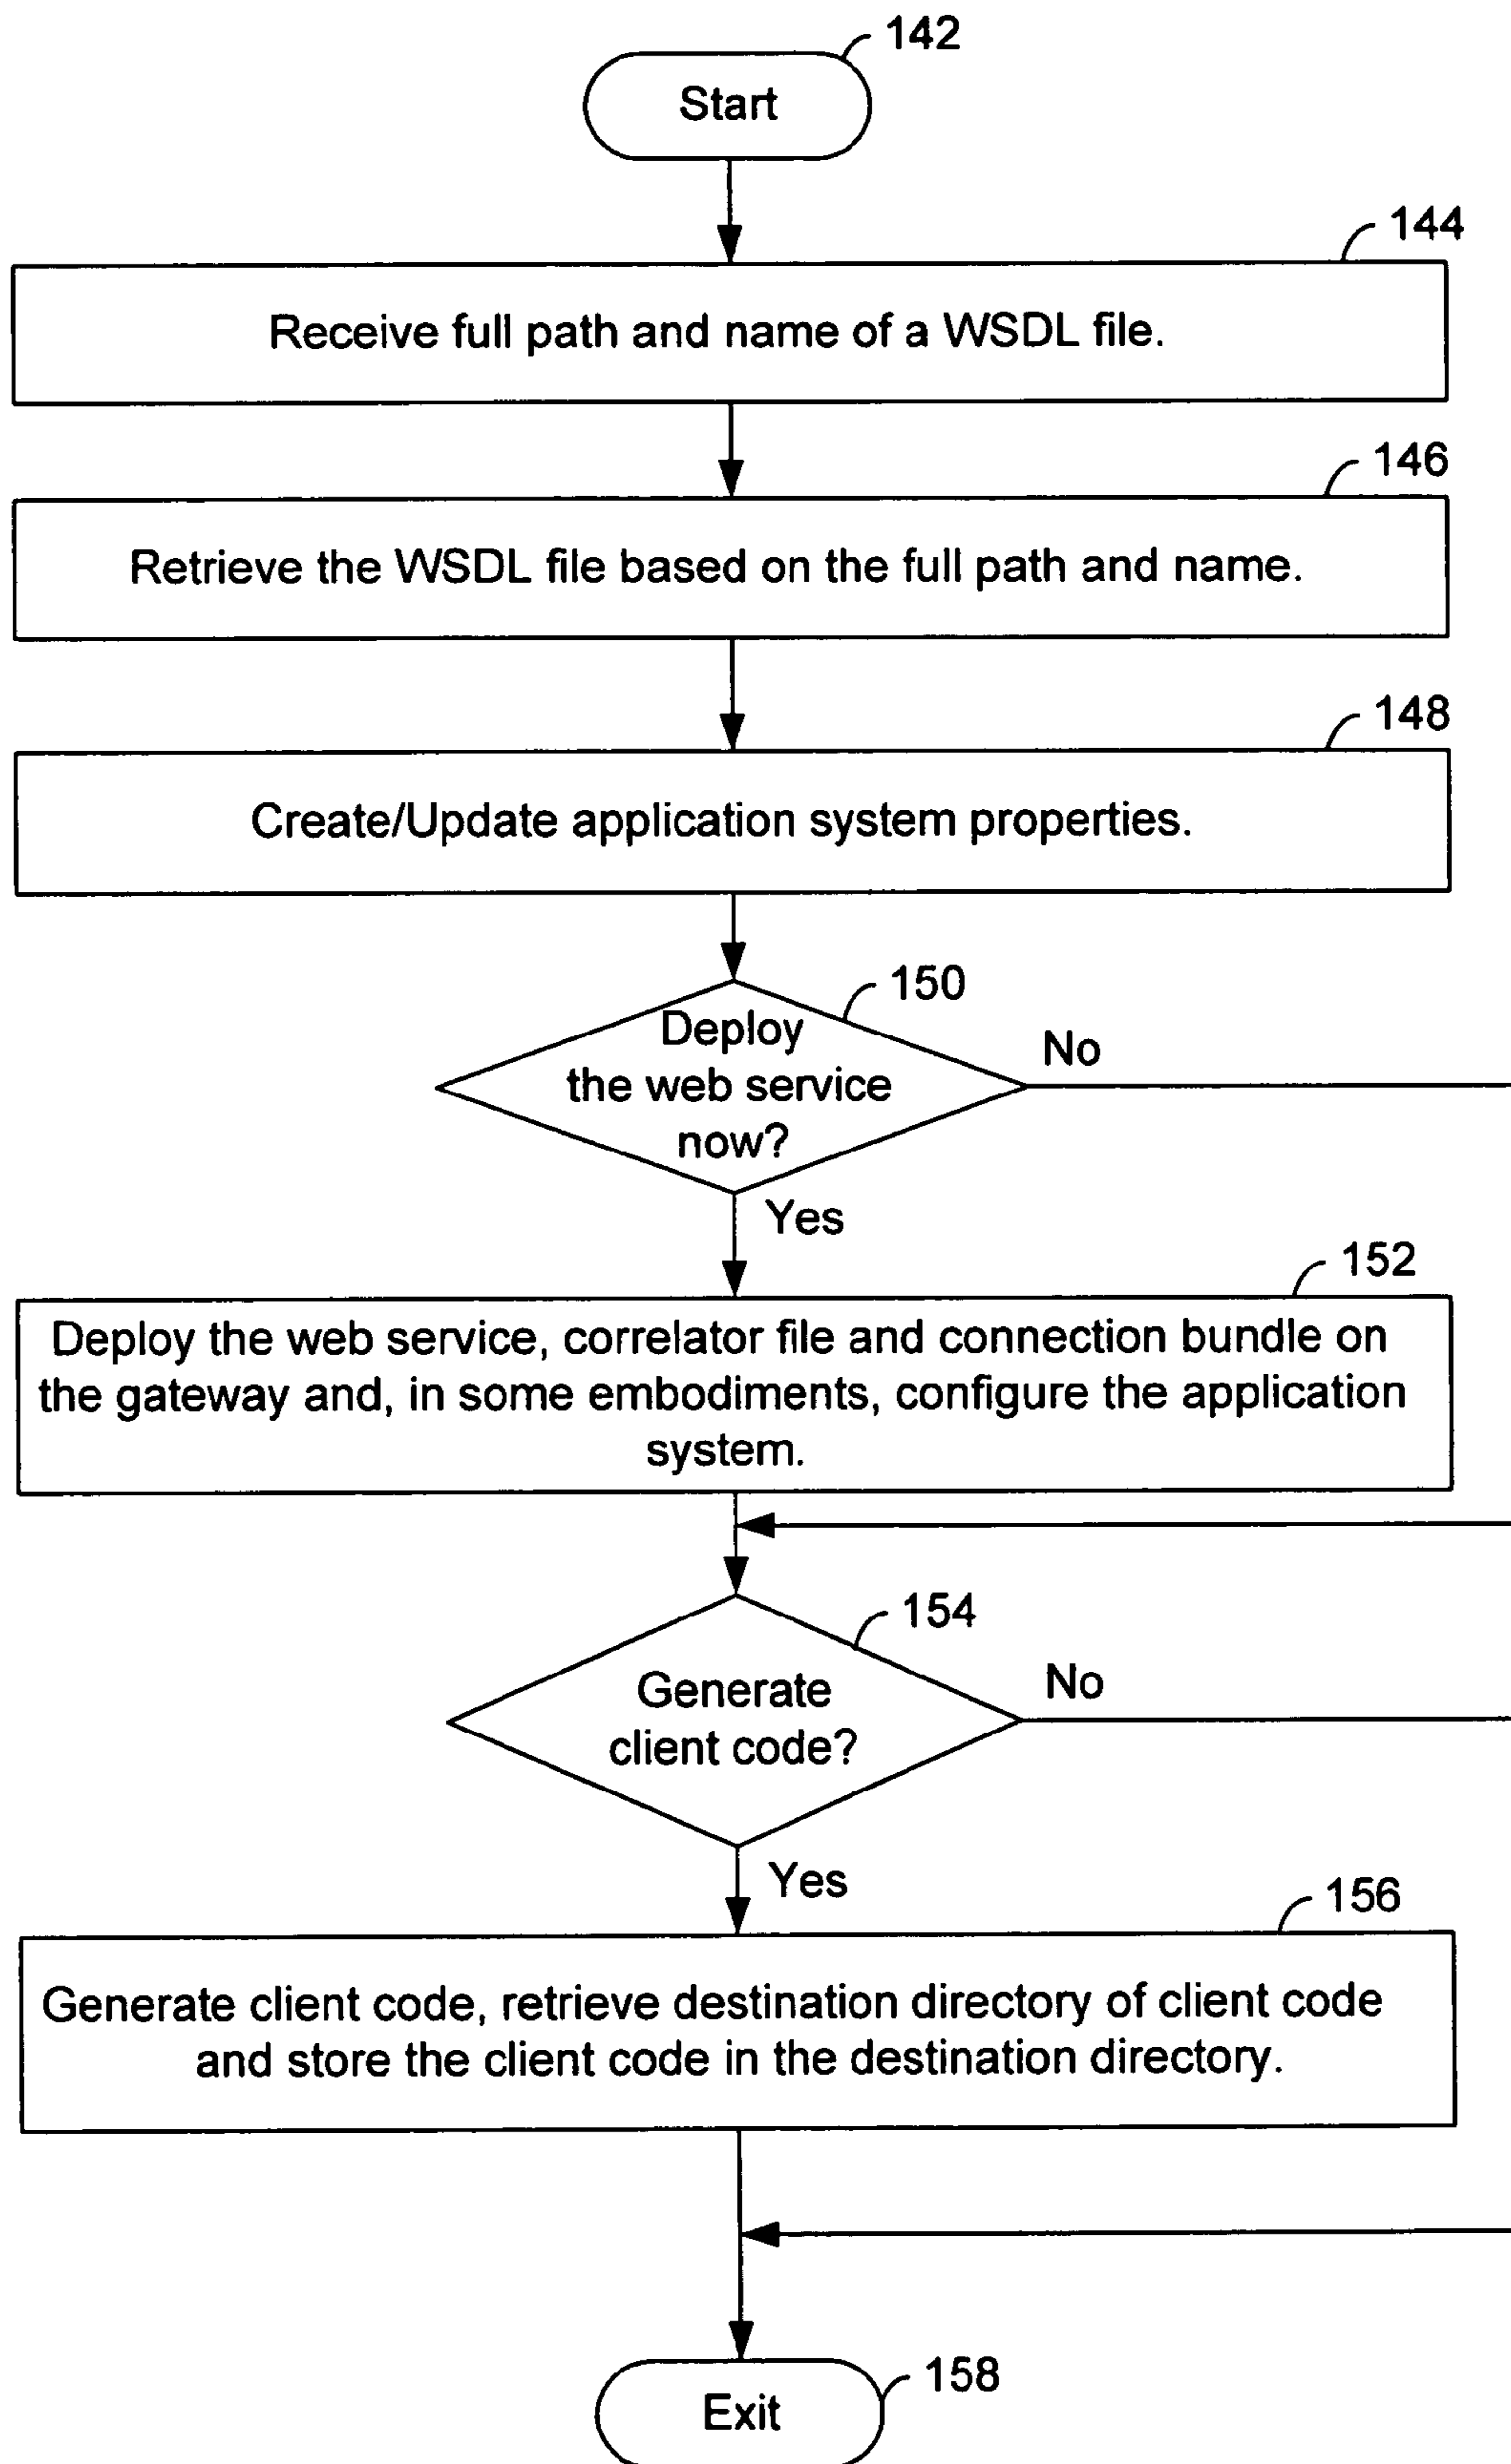 142
Start
144
Receive full path and name of a WSDL file.
146
Retrieve the WSDL file based on the full path and name.
148
Create/Update application system properties.
150
Deploy
the web service
now?
No
Yes
152
Deploy the web service, correlator file and connection bundle on
the gateway and, in some embodiments, configure the application
system.
154
Generate
client code?
No
Yes
156
Generate client code, retrieve destination directory of client code
and store the client code in the destination directory.
158
Exit